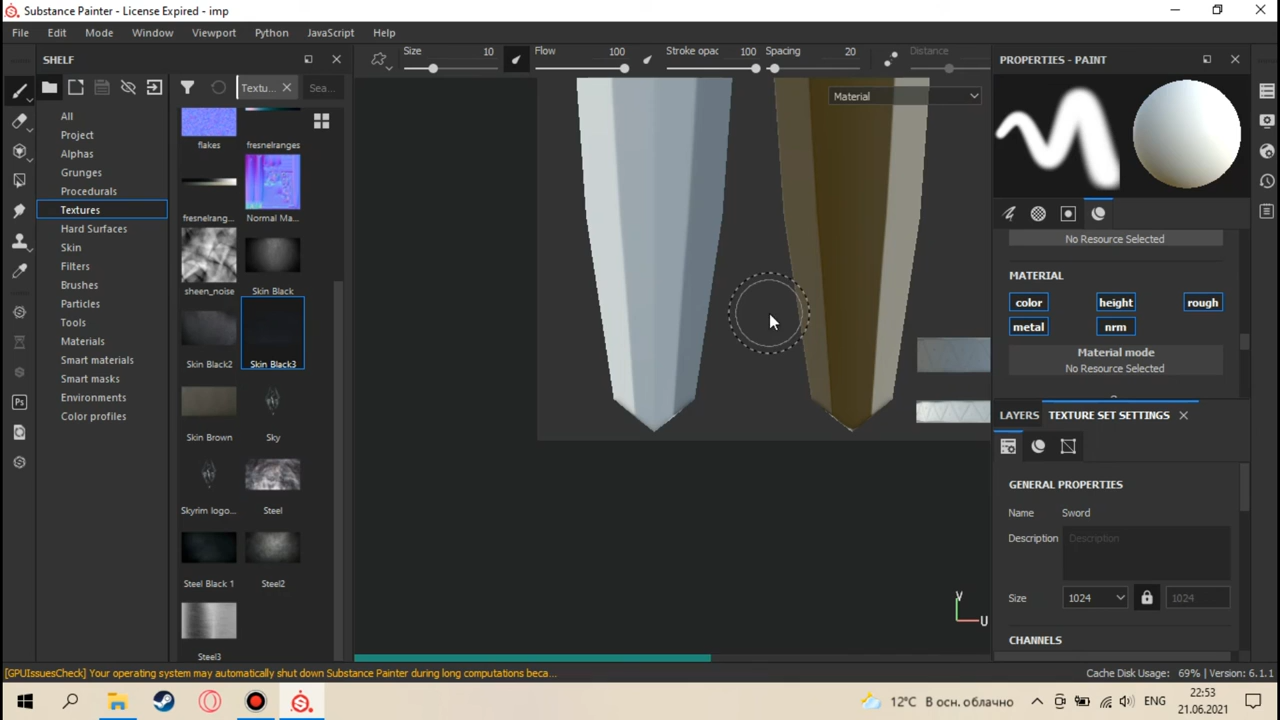 Substance Painter - License Expired - imp
File Edit Mode Window Viewport Python JavaScript Help
SHELF
Size 10 Flow 100 Stroke opac 100 Spacing 20 Distance
PROPERTIES - PAINT
Textu... Sea...
Material
All
Project
Alphas
Grunges
Procedurals
Textures
Hard Surfaces
Skin
Filters
Brushes
Particles
Tools
Materials
Smart materials
Smart masks
Environments
Color profiles
Ps
flakes fresnelranges
fresnelrang... Normal Ma...
sheen_noise Skin Black
Skin Black2 Skin Black3
Skin Brown Sky
Skyrim logo... Steel
Steel Black 1 Steel2
Steel3
V
U
No Resource Selected
MATERIAL
color height rough
metal nrm
Material mode
No Resource Selected
LAYERS TEXTURE SET SETTINGS
GENERAL PROPERTIES
Name Sword
Description Description
Size 1024 1024
CHANNELS
[GPUIssuesCheck] Your operating system may automatically shut down Substance Painter during long computations beca...
Cache Disk Usage: 69% | Version: 6.1.1
12°C В осн. облачно
ENG
22:53
21.06.2021